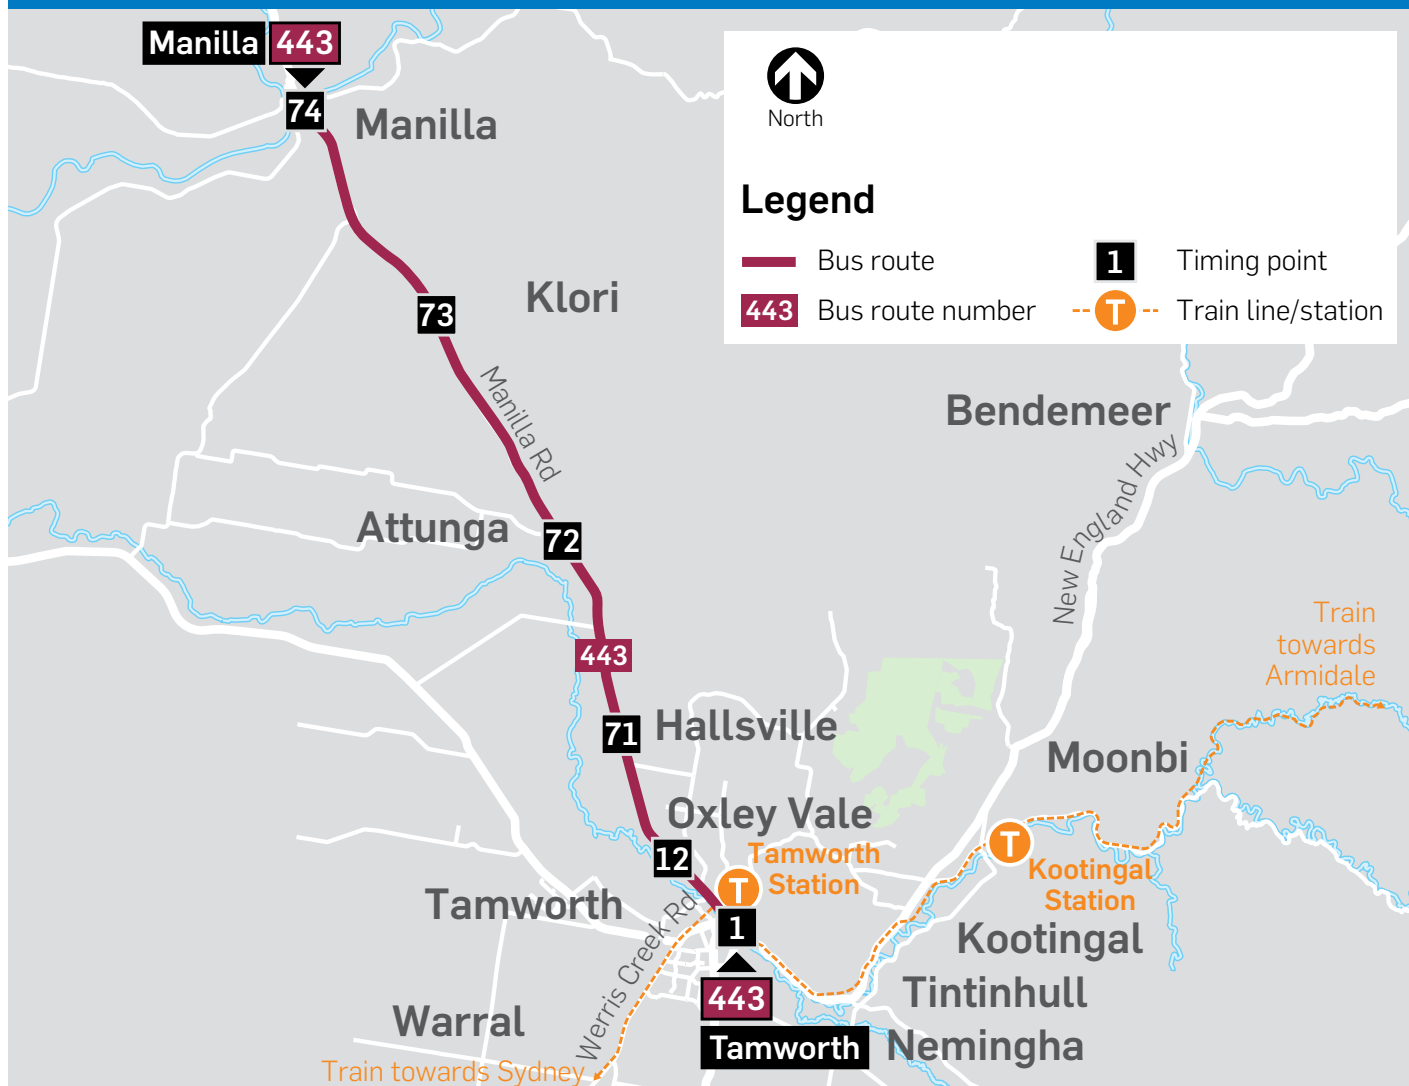 Manilla 443
74
Manilla
North
Legend
Bus route
1 Timing point
443 Bus route number
T Train line/station
Klori
73
Manilla Rd
Bendemeer
New England Hwy
Attunga
72
443
Train
towards
Armidale
71
Hallsville
Moonbi
Oxley Vale
12
Tamworth
Station
T
T
Kootingal
Station
Tamworth
1
Kootingal
Werris Creek Rd
443
Tintinhull
Warral
Tamworth
Nemingha
Train towards Sydney